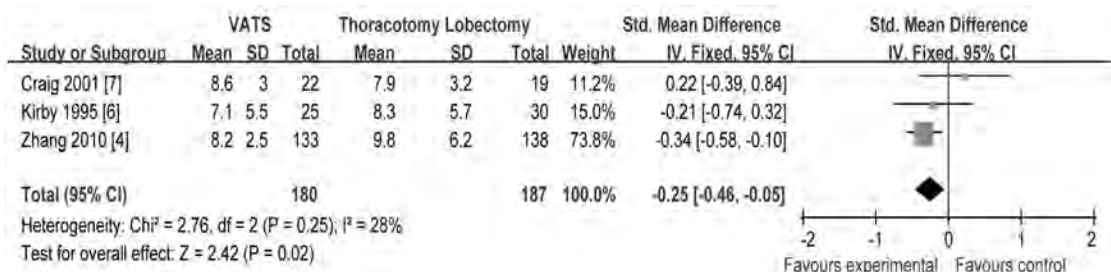 VATS Thoracotomy Lobectomy Std. Mean Difference Std. Mean Difference
Study or Subgroup Mean SD Total Mean SD Total Weight IV. Fixed. 95% CI IV. Fixed. 95% CI
Craig 2001 [7] 8.6 3 22 7.9 3.2 19 11.2% 0.22 [-0.39, 0.84]
Kirby 1995 [6] 7.1 5.5 25 8.3 5.7 30 15.0% -0.21 [-0.74, 0.32]
Zhang 2010 [4] 8.2 2.5 133 9.8 6.2 138 73.8% -0.34 [-0.58, -0.10]
Total (95% CI) 180 187 100.0% -0.25 [-0.46, -0.05]
Heterogeneity: Chi² = 2.76, df = 2 (P = 0.25); I² = 28%
Test for overall effect: Z = 2.42 (P = 0.02)
-2 -1 0 1 2
Favours experimental Favours control